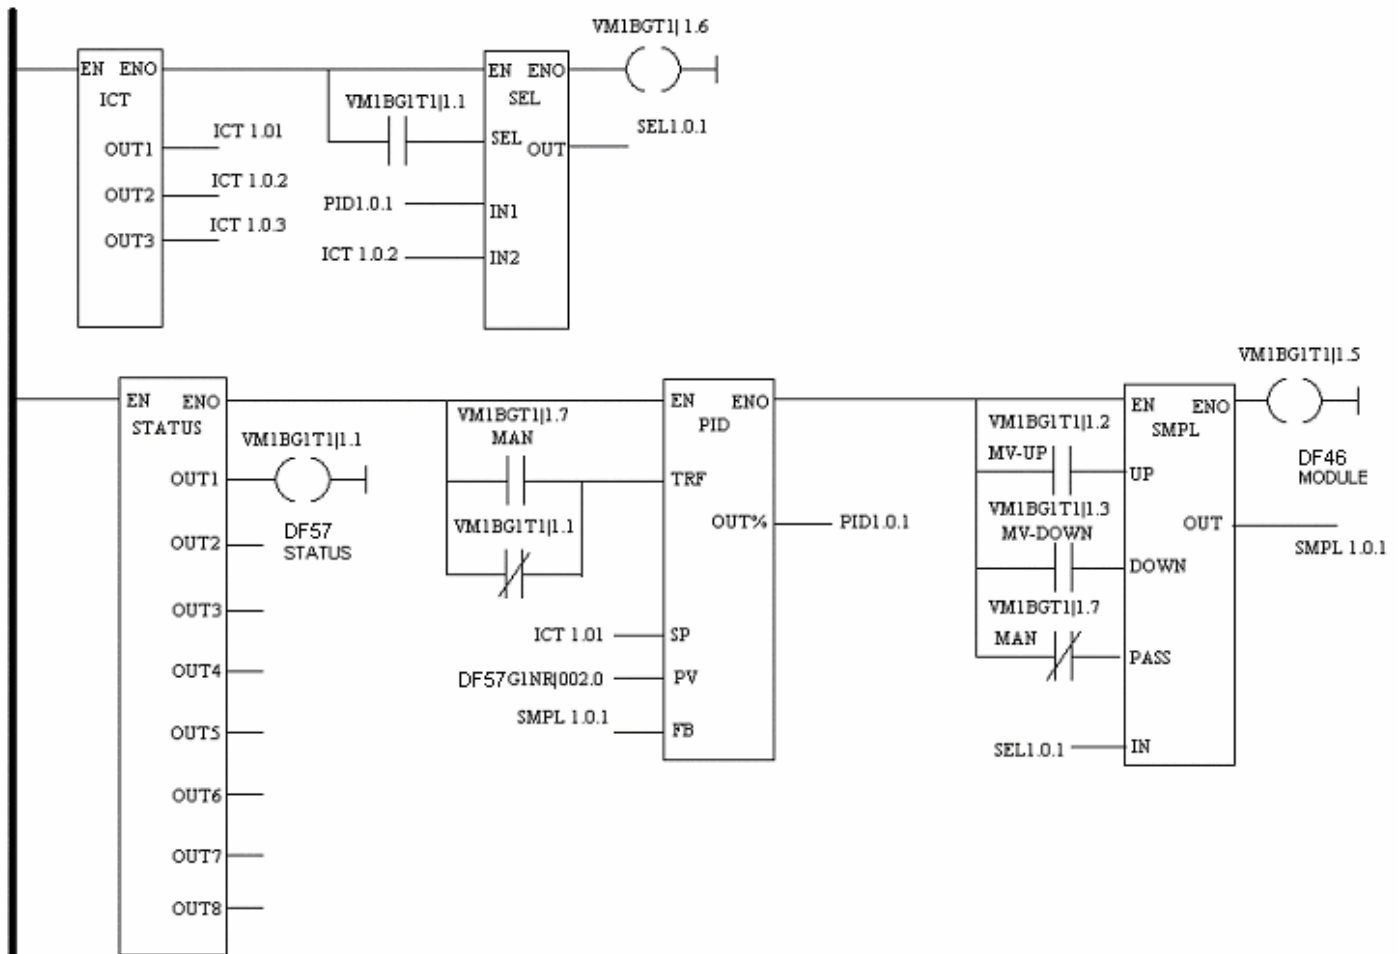 VM1BGT1| 1.6
EN ENO
ICT
OUT1
OUT2
OUT3
ICT 1.01
ICT 1.0.2
ICT 1.0.3
VM1BG1T1|1.1
EN ENO
SEL
SEL
OUT
IN1
IN2
PID1.0.1
ICT 1.0.2
SEL1.0.1
EN ENO
STATUS
OUT1
OUT2
OUT3
OUT4
OUT5
OUT6
OUT7
OUT8
VM1BG1T1|1.1
DF57
STATUS
VM1BGT1|1.7
MAN
VM1BG1T1|1.1
EN ENO
PID
TRF
OUT%
SP
PV
FB
ICT 1.01
DF57G1NR|002.0
SMPL 1.0.1
PID1.0.1
VM1BG1T1|1.2
MV-UP
VM1BG1T1|1.3
MV-DOWN
VM1BGT1|1.7
MAN
SEL1.0.1
EN ENO
SMPL
UP
OUT
DOWN
PASS
IN
VM1BG1T1|1.5
DF46
MODULE
SMPL 1.0.1